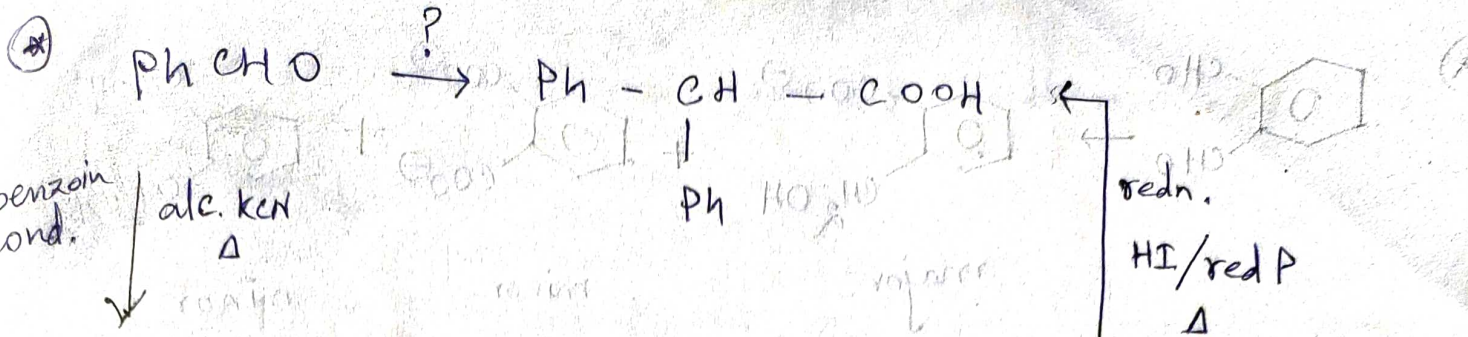 PhCHO ? → Ph - CH - COOH ←
|
Ph
benzoin cond. ↓ alc. KCN
Δ
redn.
HI/red P
Δ